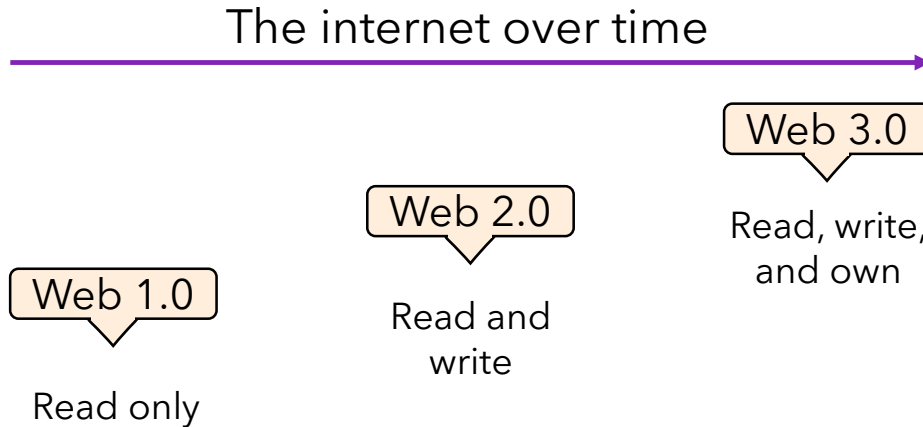 The internet over time
Web 3.0
Read, write,
and own
Web 2.0
Read and
write
Web 1.0
Read only